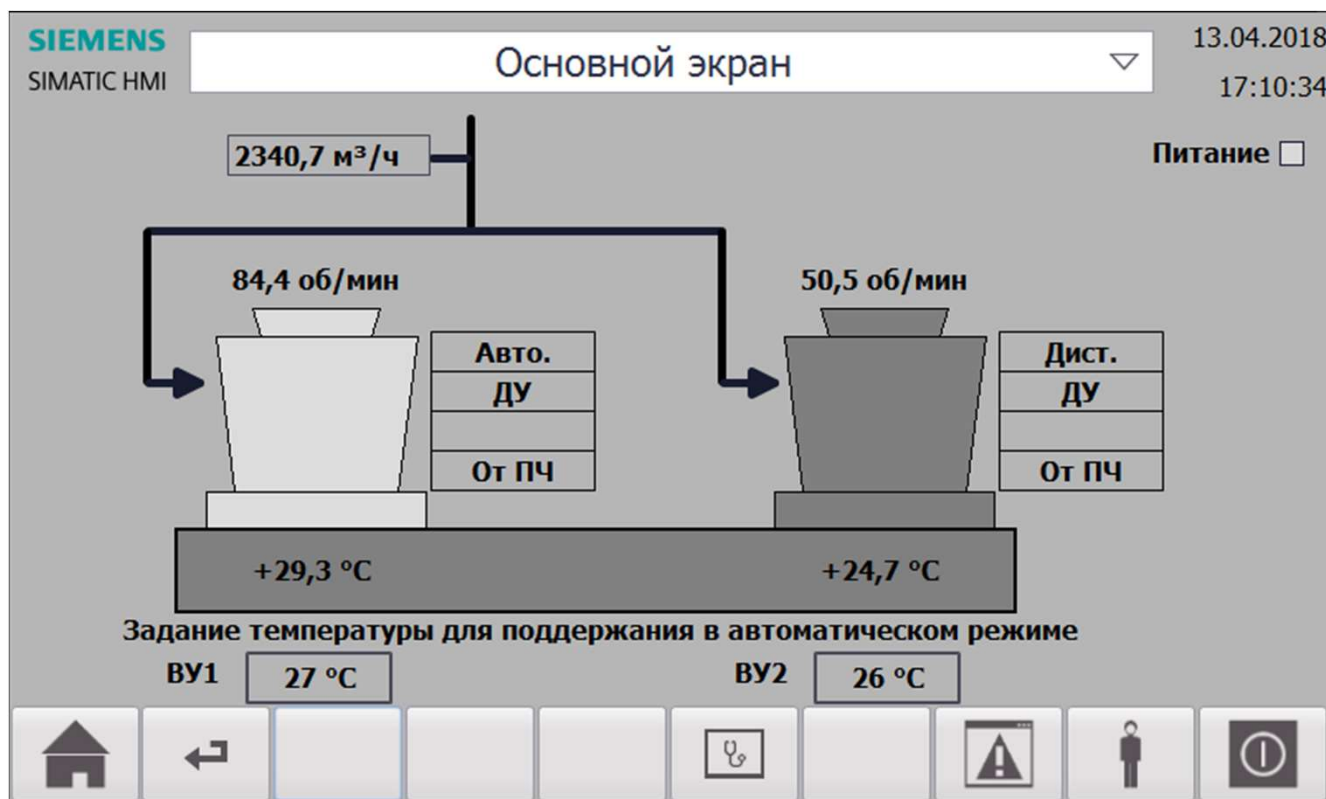 SIEMENS
SIMATIC HMI
Основной экран
13.04.2018
17:10:34
2340,7 м³/ч
Питание
84,4 об/мин
50,5 об/мин
Авто.
ДУ
От ПЧ
Дист.
ДУ
От ПЧ
+29,3 °C
+24,7 °C
Задание температуры для поддержания в автоматическом режиме
ВУ1
27 °C
ВУ2
26 °C